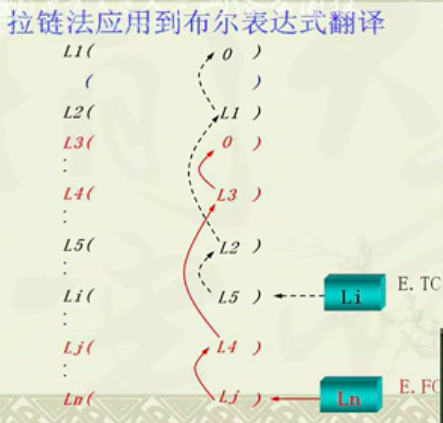 拉链法应用到布尔表达式翻译
L1( 0 )
( )
L2( L1 )
L3( 0 )
:
L4( L3 )
:
L5( L2 )
:
Li( L5 ) Li E.TC
:
Lj( L4 )
:
Ln( Lj ) Ln E.FC